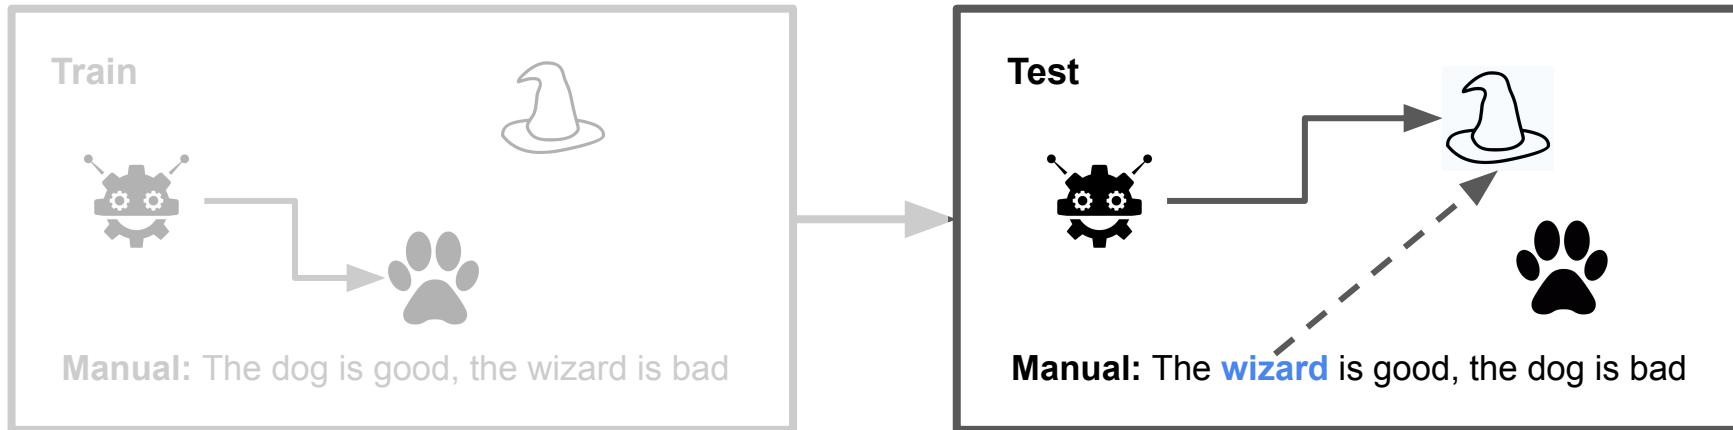 Train
Manual: The dog is good, the wizard is bad
Test
Manual: The wizard is good, the dog is bad